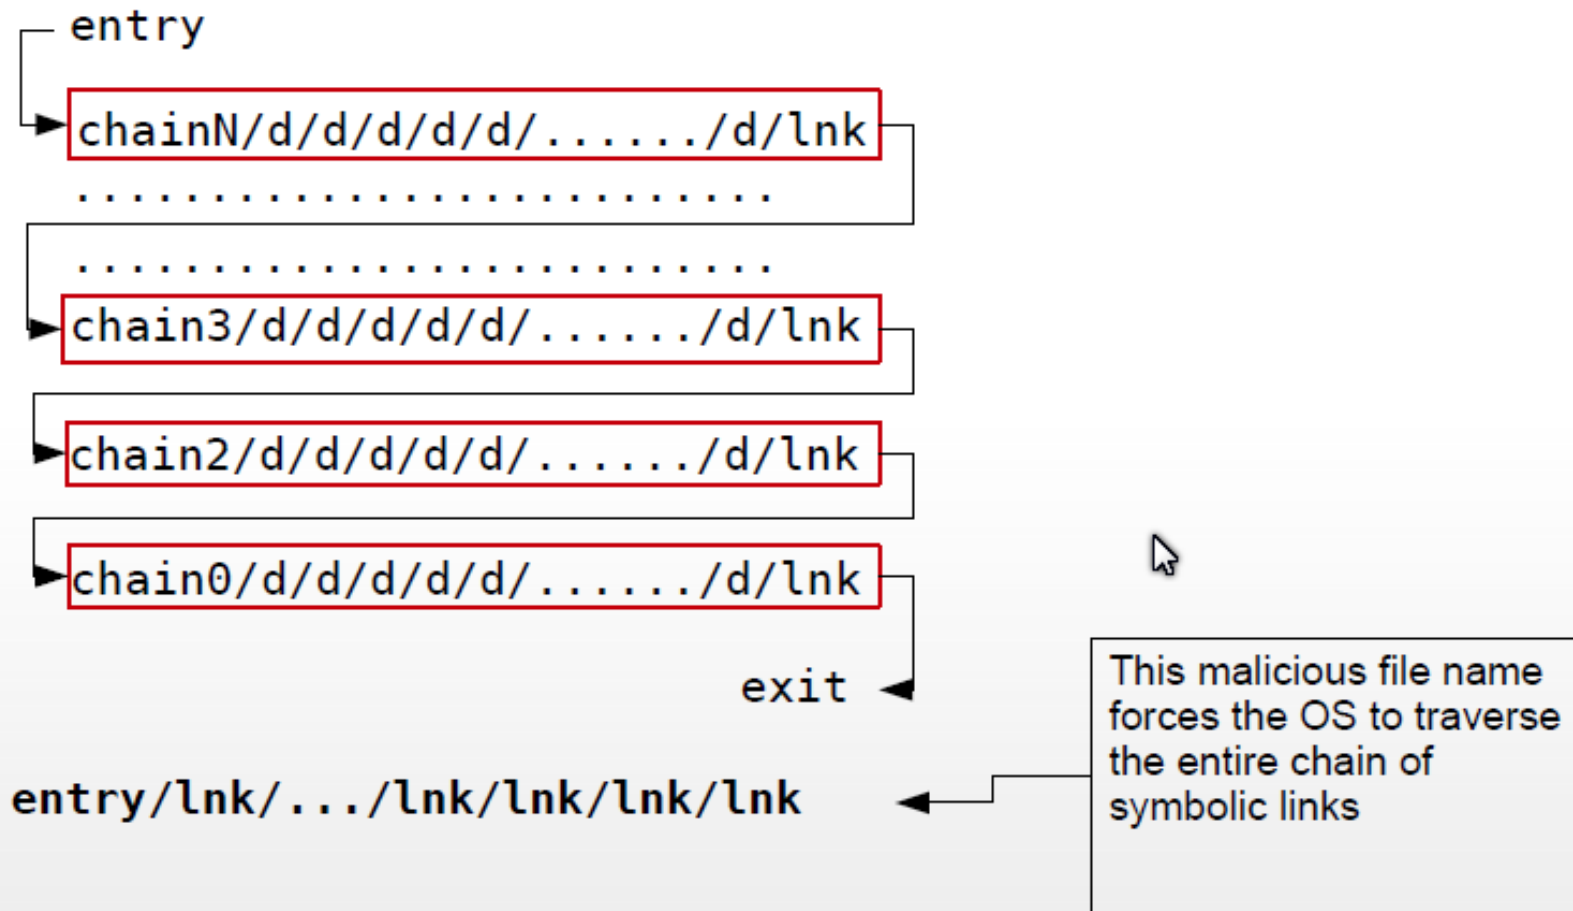 entry
chainN/d/d/d/d/d/....../d/lnk
..........................
..........................
chain3/d/d/d/d/d/....../d/lnk
chain2/d/d/d/d/d/....../d/lnk
chain0/d/d/d/d/d/....../d/lnk
exit
entry/lnk/.../lnk/lnk/lnk/lnk
This malicious file name
forces the OS to traverse
the entire chain of
symbolic links